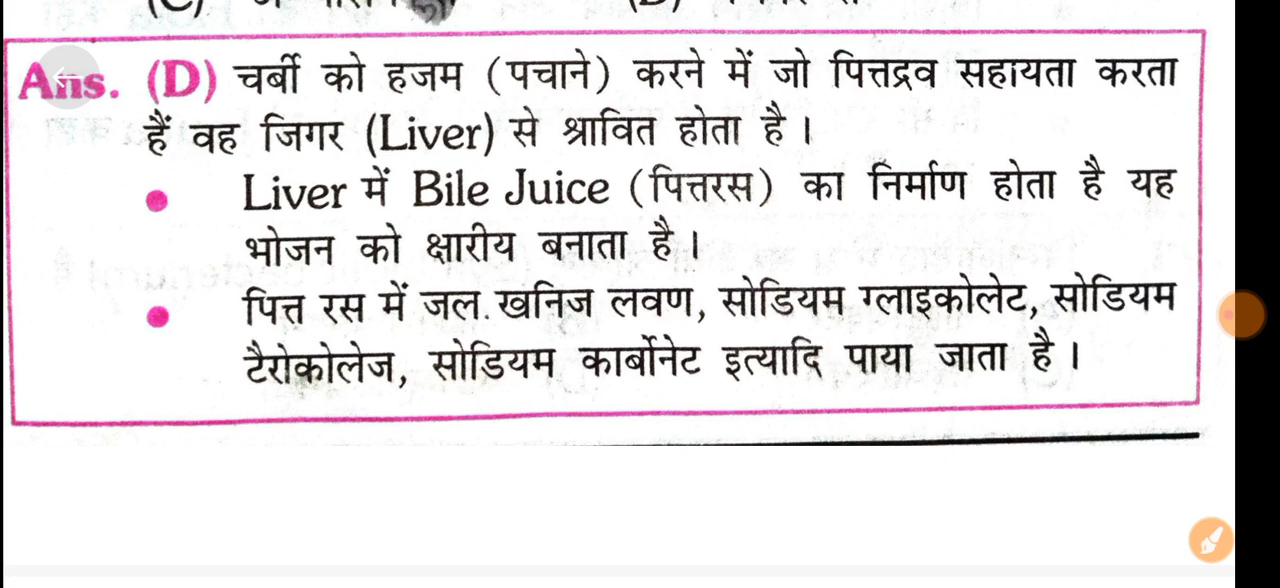 Ans. (D) चर्बी को हजम (पचाने) करने में जो पित्तद्रव सहायता करता
हैं वह जिगर (Liver) से श्रावित होता है।
● Liver में Bile Juice (पित्तरस) का निर्माण होता है यह
भोजन को क्षारीय बनाता है।
● पित्त रस में जल. खनिज लवण, सोडियम ग्लाइकोलेट, सोडियम
टैरोकोलेज, सोडियम कार्बोनेट इत्यादि पाया जाता है।